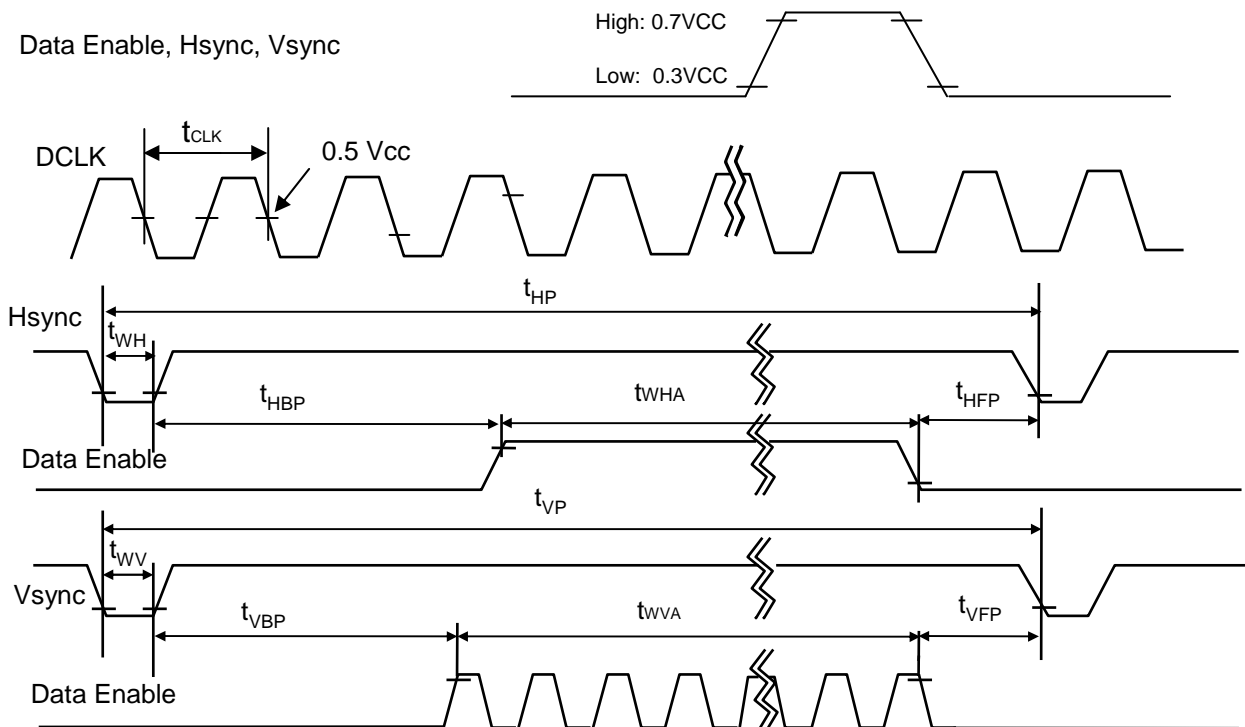 High: 0.7VCC
Data Enable, Hsync, Vsync
Low: 0.3VCC
tCLK
DCLK
0.5 Vcc
tHP
Hsync
tWH
tHBP
tWHA
tHFP
Data Enable
tVP
tWV
Vsync
tVBP
tWVA
tVFP
Data Enable